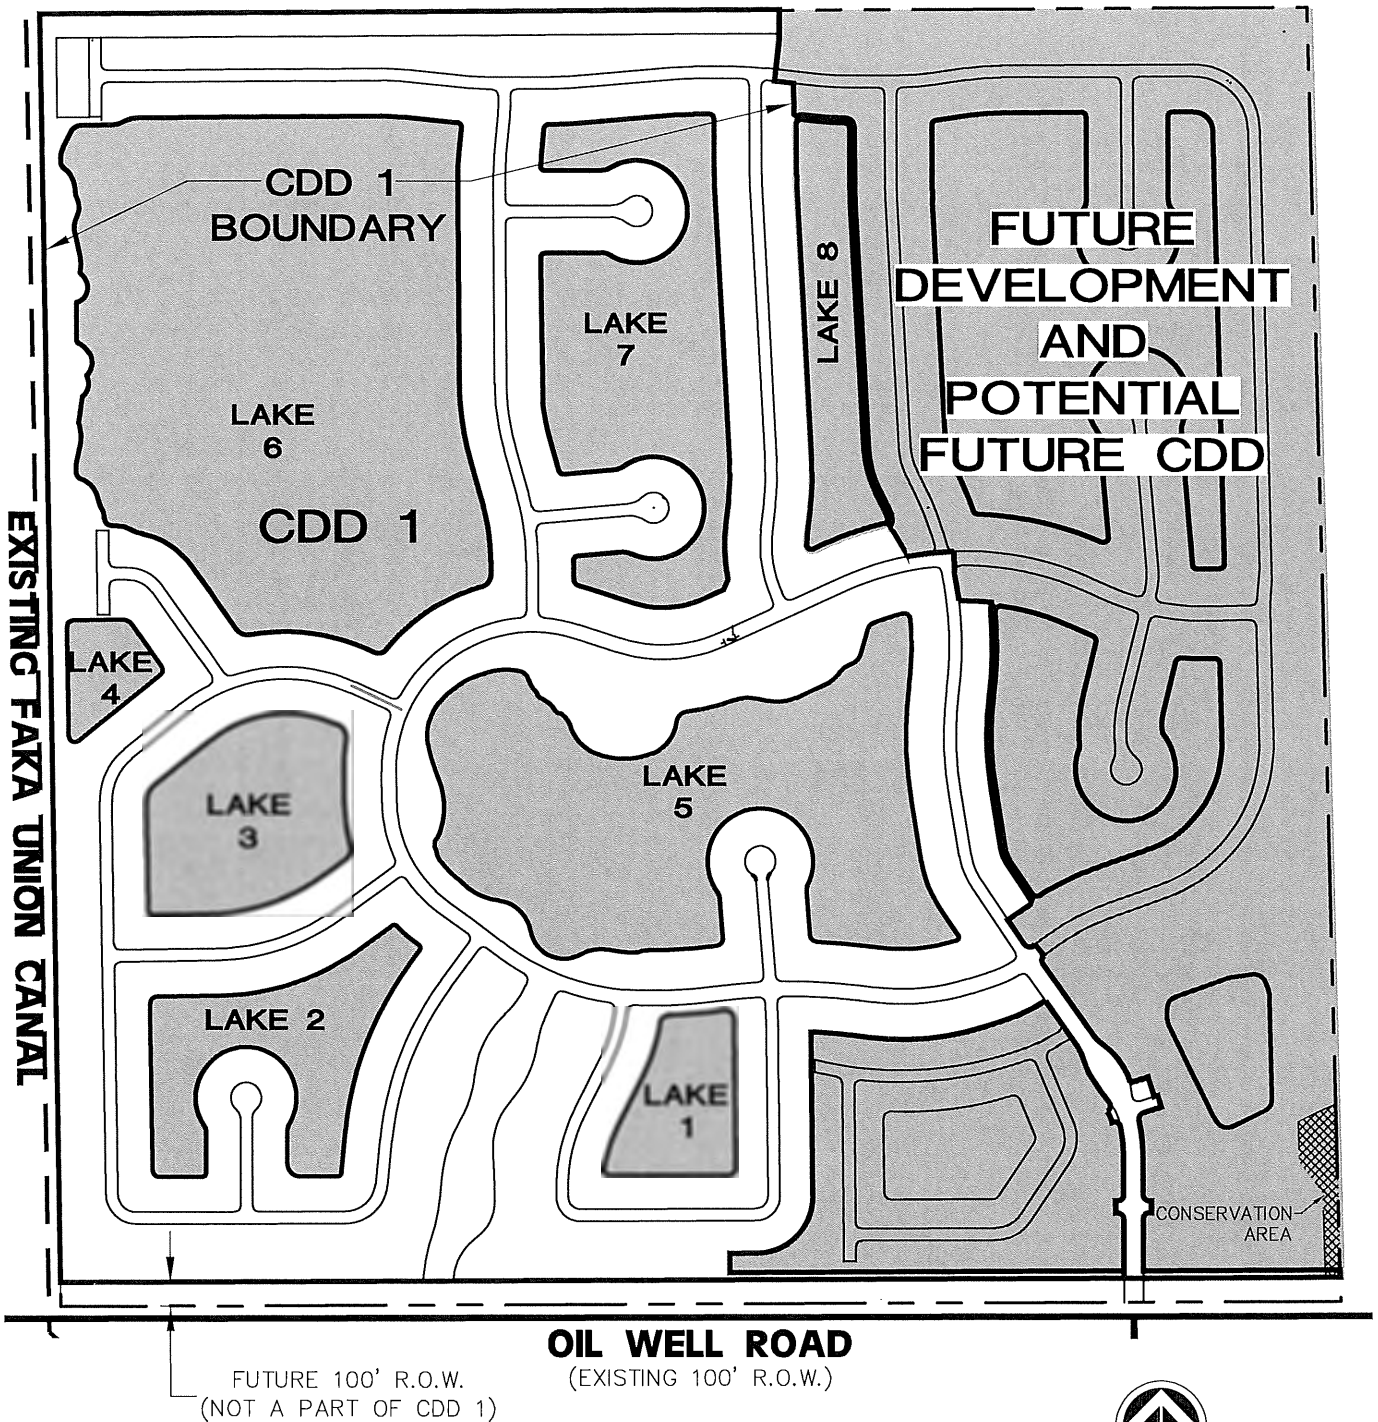 CDD 1
BOUNDARY
FUTURE
DEVELOPMENT
AND
POTENTIAL
FUTURE CDD
LAKE
7
LAKE 8
LAKE
6
CDD 1
EXISTING FAKA UNION CANAL
LAKE
4
LAKE
3
LAKE
5
LAKE 2
LAKE
1
CONSERVATION
AREA
OIL WELL ROAD
(EXISTING 100' R.O.W.)
FUTURE 100' R.O.W.
(NOT A PART OF CDD 1)